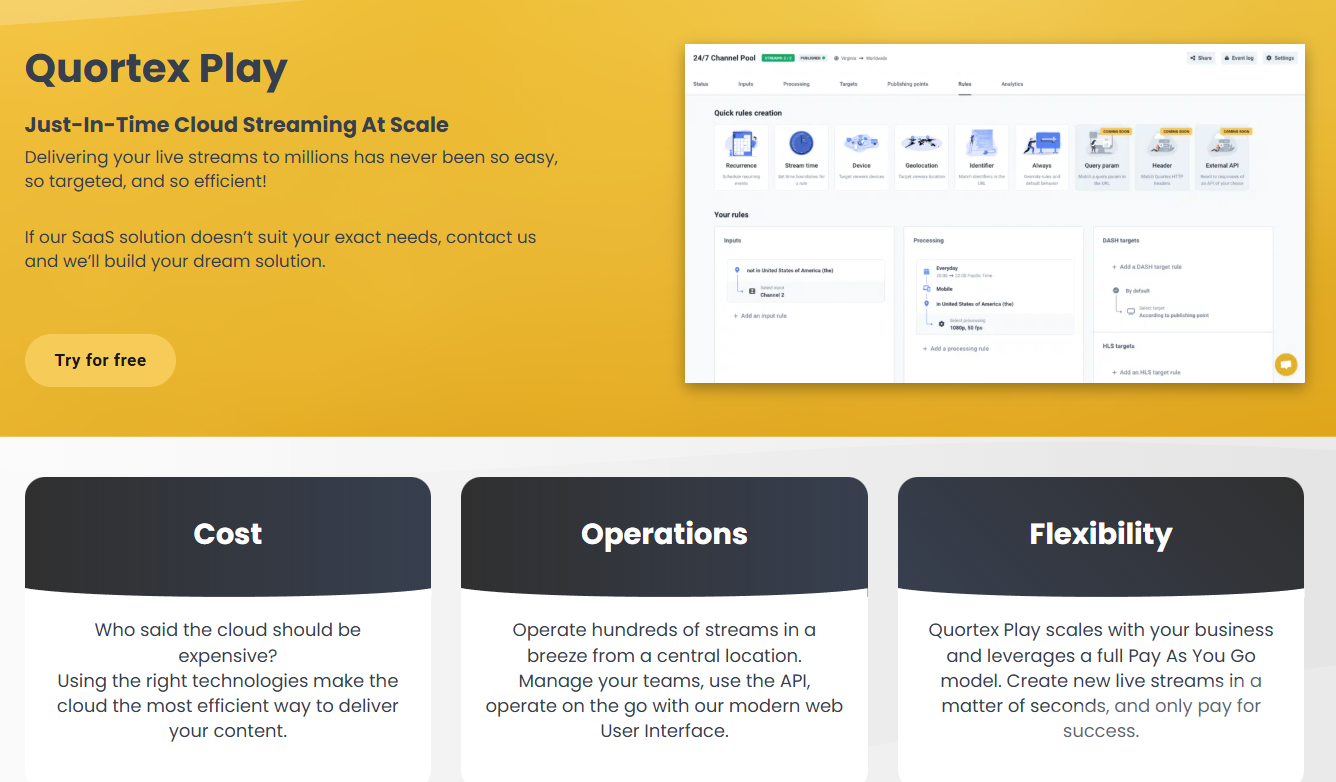 Quortex Play
Just-In-Time Cloud Streaming At Scale
Delivering your live streams to millions has never been so easy,
so targeted, and so efficient!
If our SaaS solution doesn’t suit your exact needs, contact us
and we’ll build your dream solution.
Try for free
24/7 Channel Pool
STREAMS 2 / 2
PUBLISHED
Virginia → Worldwide
Share
Event log
Settings
Status
Inputs
Processing
Targets
Publishing points
Rules
Analytics
Quick rules creation
COMING SOON
COMING SOON
COMING SOON
Recurrence
Schedule recurring
events
Stream time
Set time boundaries for
a rule
Device
Target viewers devices
Geolocation
Target viewers location
Identifier
Match identifiers in the
URL
Always
Override rules and
default behavior
Query param
Match a query param in
the URL
Header
Match Queries HTTP
headers
External API
React to responses of
an API of your choice
Your rules
Inputs
not in United States of America (the)
Select input
Channel 2
+ Add an input rule
Processing
Everyday
→ 22:00 Pacific Time
Mobile
in United States of America (the)
Select processing
1080p, 50 fps
+ Add a processing rule
DASH targets
+ Add a DASH target rule
By default
Select target
According to publishing point
HLS targets
+ Add an HLS target rule
Cost
Who said the cloud should be
expensive?
Using the right technologies make the
cloud the most efficient way to deliver
your content.
Operations
Operate hundreds of streams in a
breeze from a central location.
Manage your teams, use the API,
operate on the go with our modern web
User Interface.
Flexibility
Quortex Play scales with your business
and leverages a full Pay As You Go
model. Create new live streams in a
matter of seconds, and only pay for
success.